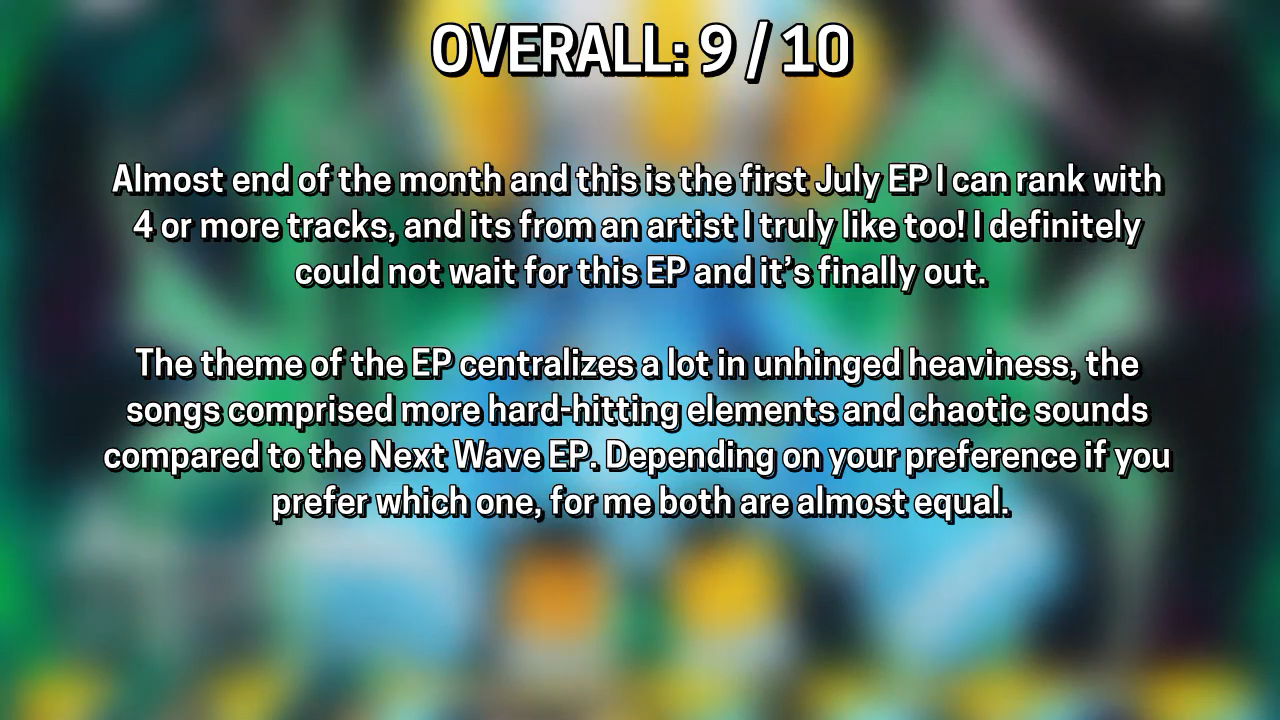 OVERALL: 9 / 10
Almost end of the month and this is the first July EP I can rank with
4 or more tracks, and its from an artist I truly like too! I definitely
could not wait for this EP and it’s finally out.
The theme of the EP centralizes a lot in unhinged heaviness, the
songs comprised more hard-hitting elements and chaotic sounds
compared to the Next Wave EP. Depending on your preference if you
prefer which one, for me both are almost equal.